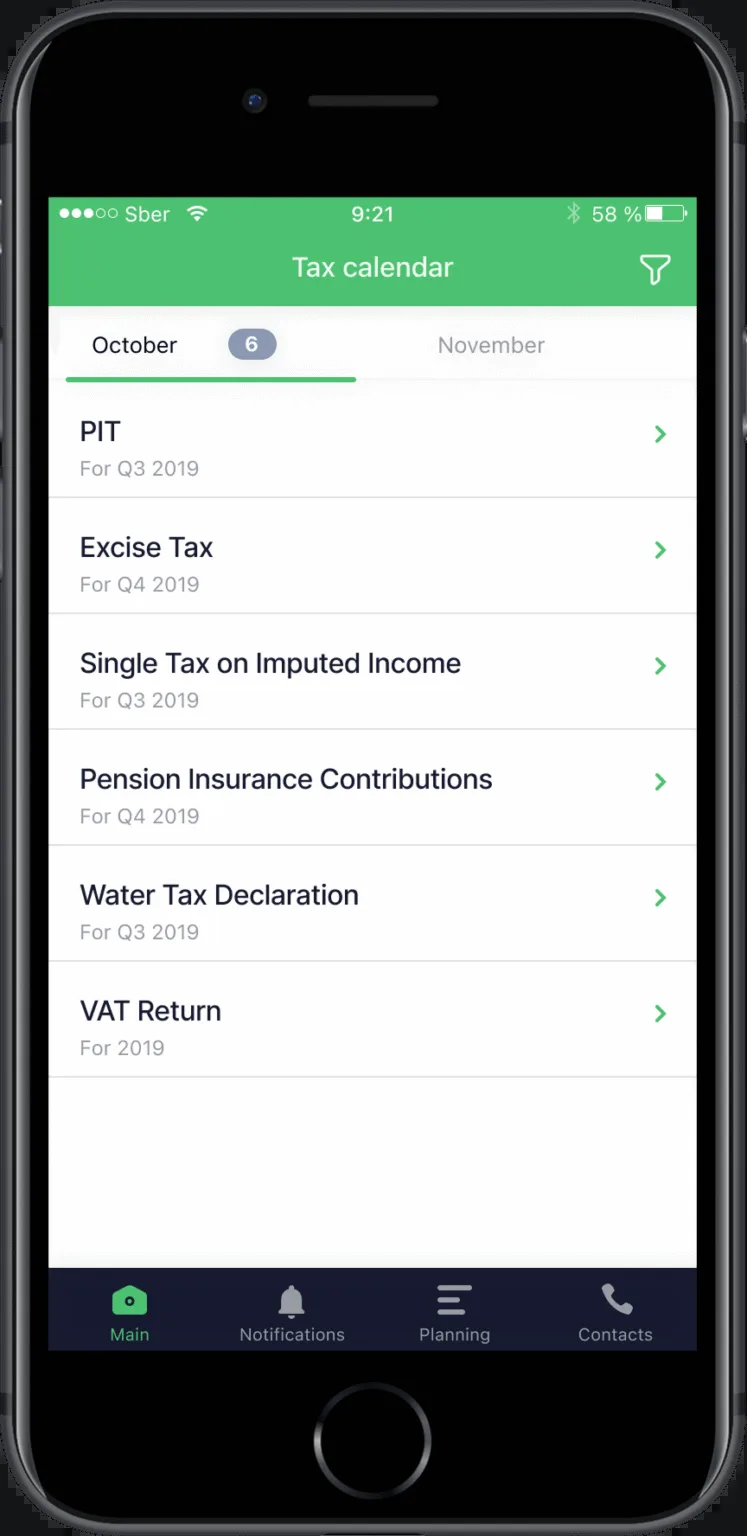 Sber 9:21 58 %
Tax calendar
October 6 November
PIT
For Q3 2019
Excise Tax
For Q4 2019
Single Tax on Imputed Income
For Q3 2019
Pension Insurance Contributions
For Q4 2019
Water Tax Declaration
For Q3 2019
VAT Return
For 2019
Main Notifications Planning Contacts